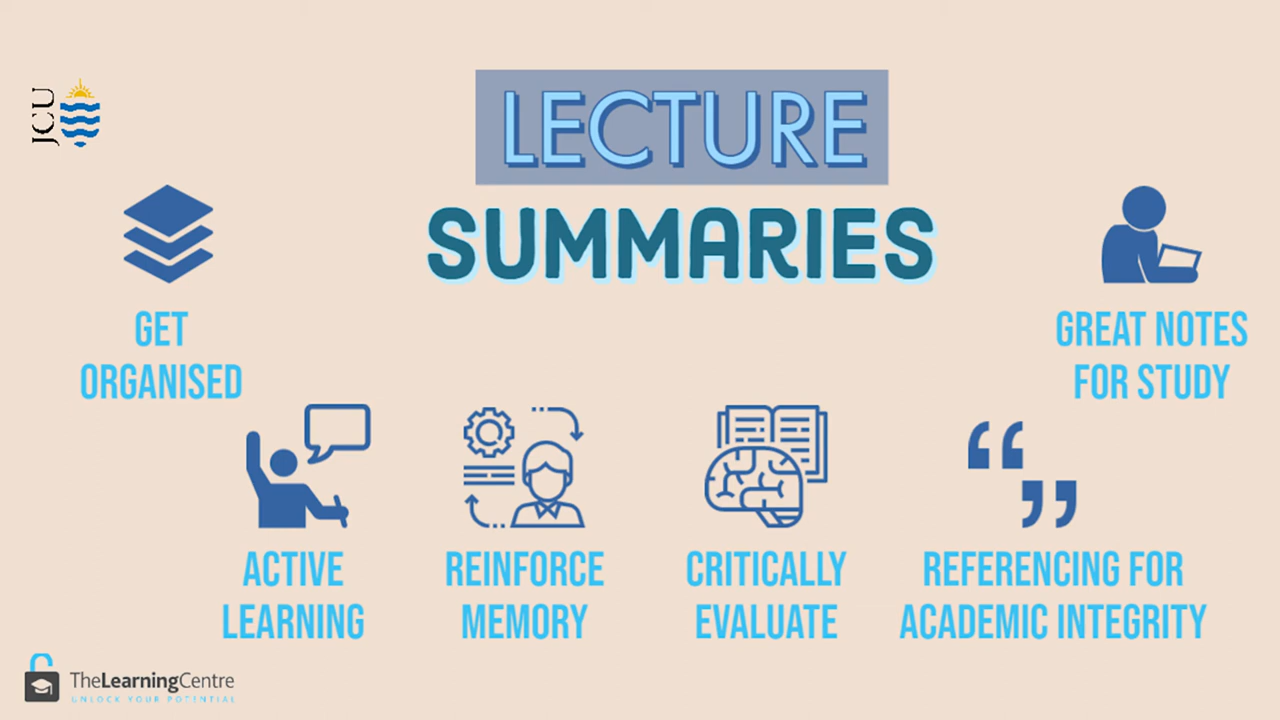 JCU
LECTURE
SUMMARIES
GET
ORGANISED
GREAT NOTES
FOR STUDY
ACTIVE
LEARNING
REINFORCE
MEMORY
CRITICALLY
EVALUATE
REFERENCING FOR
ACADEMIC INTEGRITY
TheLearningCentre
UNLOCK YOUR POTENTIAL